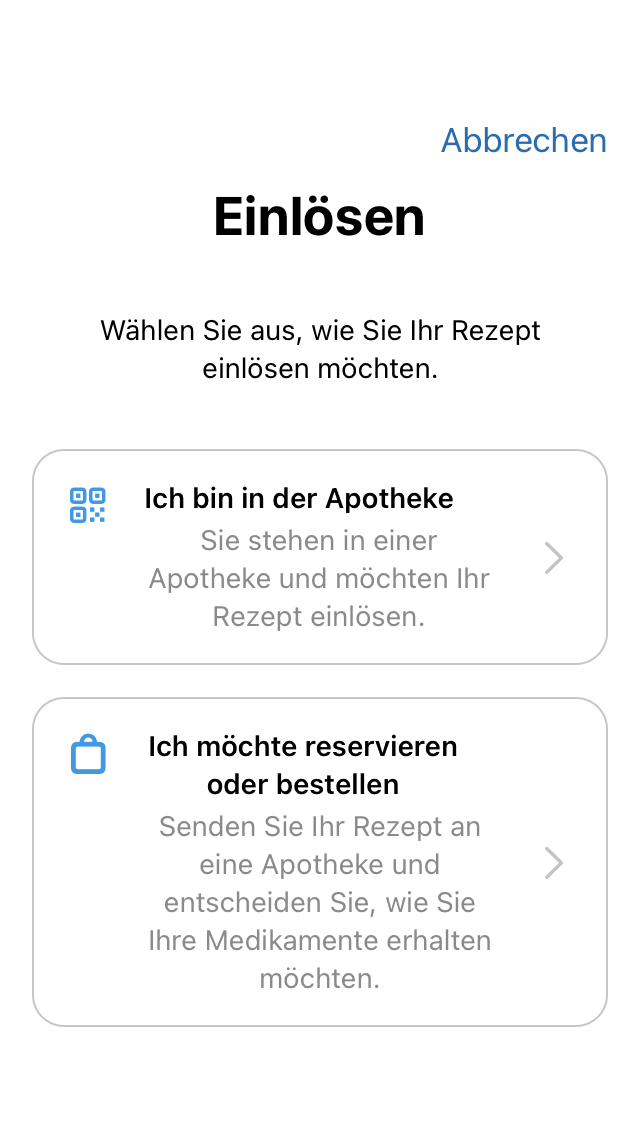 Abbrechen
Einlösen
Wählen Sie aus, wie Sie Ihr Rezept
einlösen möchten.
Ich bin in der Apotheke
Sie stehen in einer
Apotheke und möchten Ihr
Rezept einlösen.
Ich möchte reservieren
oder bestellen
Senden Sie Ihr Rezept an
eine Apotheke und
entscheiden Sie, wie Sie
Ihre Medikamente erhalten
möchten.